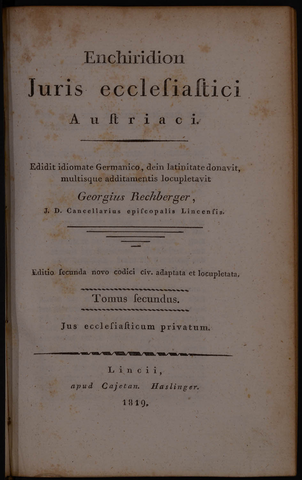 Enchiridion
Juris eccleſiaſtici
Auſtriaci.
Edidit idiomate Germanico, dein latinitate donavit,
multisque additamentis locupletavit
Georgius Rechberger,
J. D. Cancellarius epiſcopalis Lincenſis.
Editio ſecunda novo codici civ. adaptata et locupletata.
Tomus ſecundus.
Jus eccleſiaſticum privatum.
Lincii,
apud Cajetan. Haslinger.
1819.